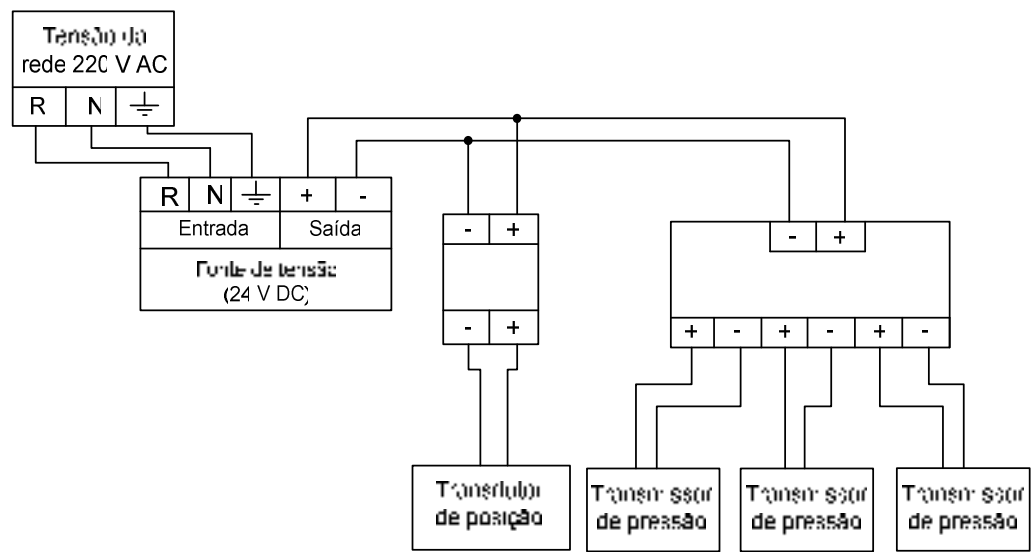 Tensão da
rede 220 V AC
R N
R N + -
Entrada Saída
Fonte de tensão
(24 V DC)
- +
- +
- +
+ - + - + -
Transdutor
de posição
Transmissor
de pressão
Transmissor
de pressão
Transmissor
de pressão